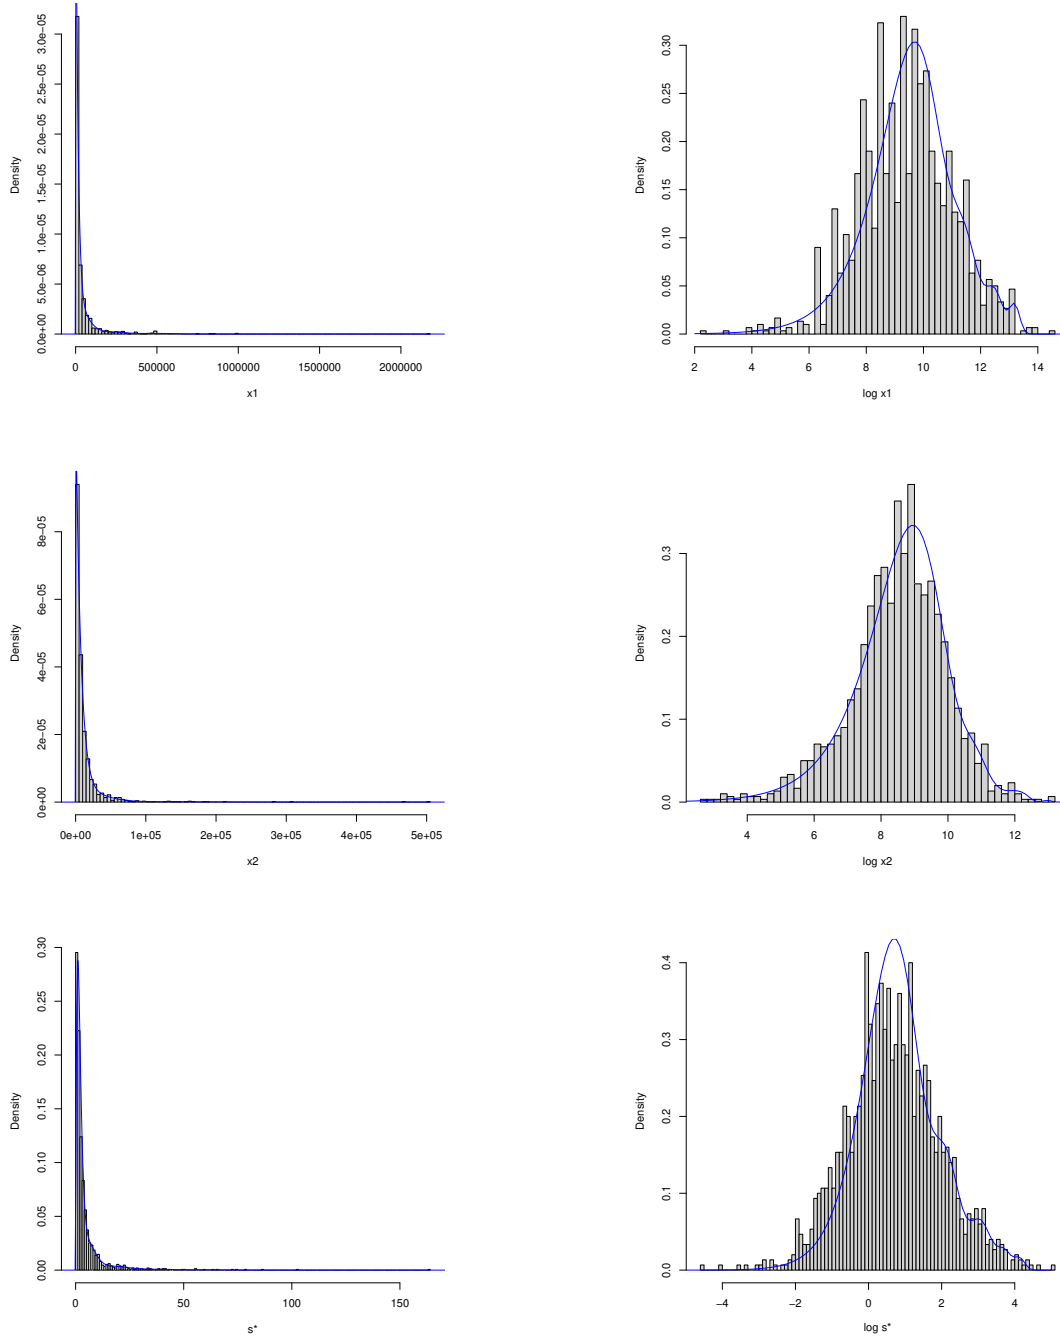 Density
0.0e+00 5.0e−06 1.0e−05 1.5e−05 2.0e−05 2.5e−05 3.0e−05
0 500000 1000000 1500000 2000000
x1
Density
0.00 0.05 0.10 0.15 0.20 0.25 0.30
2 4 6 8 10 12 14
log x1
Density
0e+00 2e−05 4e−05 6e−05 8e−05
0e+00 1e+05 2e+05 3e+05 4e+05 5e+05
x2
Density
0.0 0.1 0.2 0.3
4 6 8 10 12
log x2
Density
0.00 0.05 0.10 0.15 0.20 0.25 0.30
0 50 100 150
s*
Density
0.0 0.1 0.2 0.3 0.4
−4 −2 0 2 4
log s*